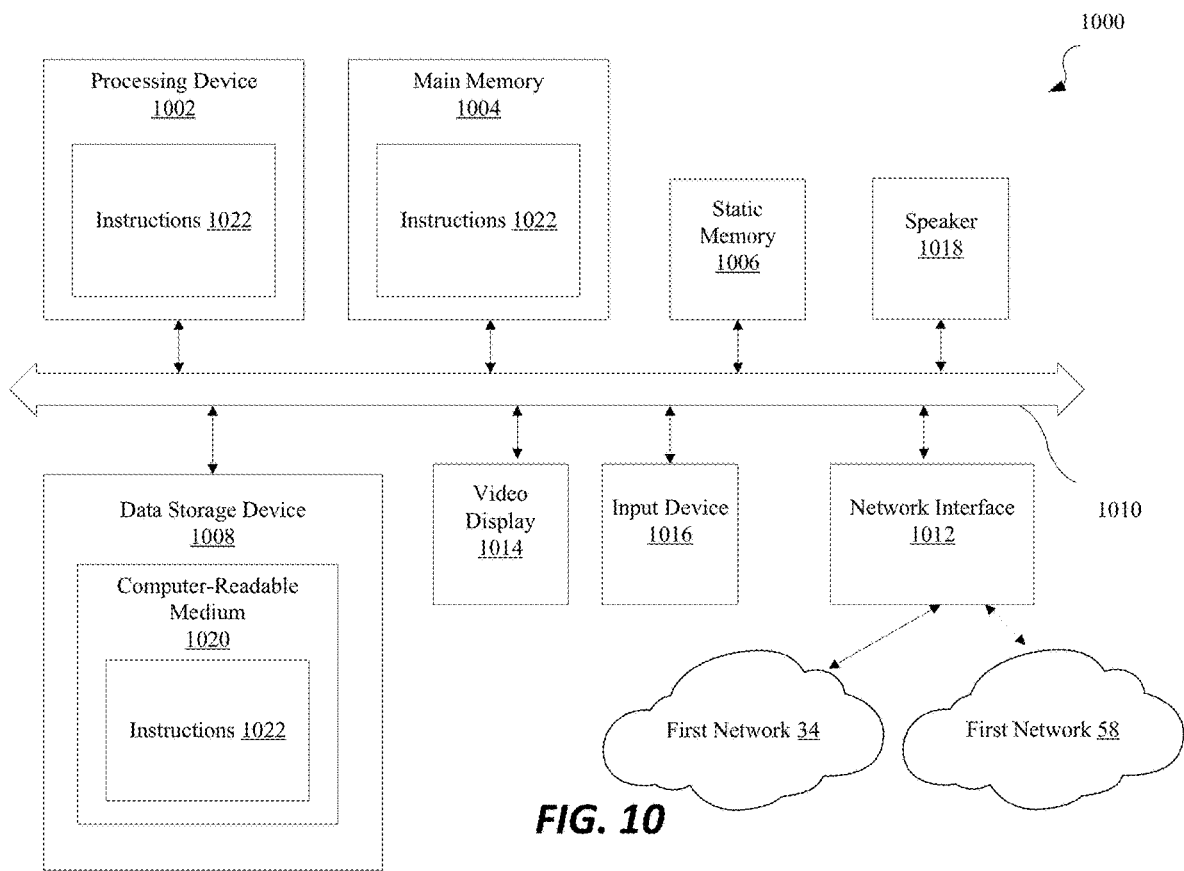 1000
Processing Device
1002
Instructions 1022
Main Memory
1004
Instructions 1022
Static
Memory
1006
Speaker
1018
1010
Data Storage Device
1008
Computer-Readable
Medium
1020
Instructions 1022
Video
Display
1014
Input Device
1016
Network Interface
1012
First Network 34
First Network 58
FIG. 10